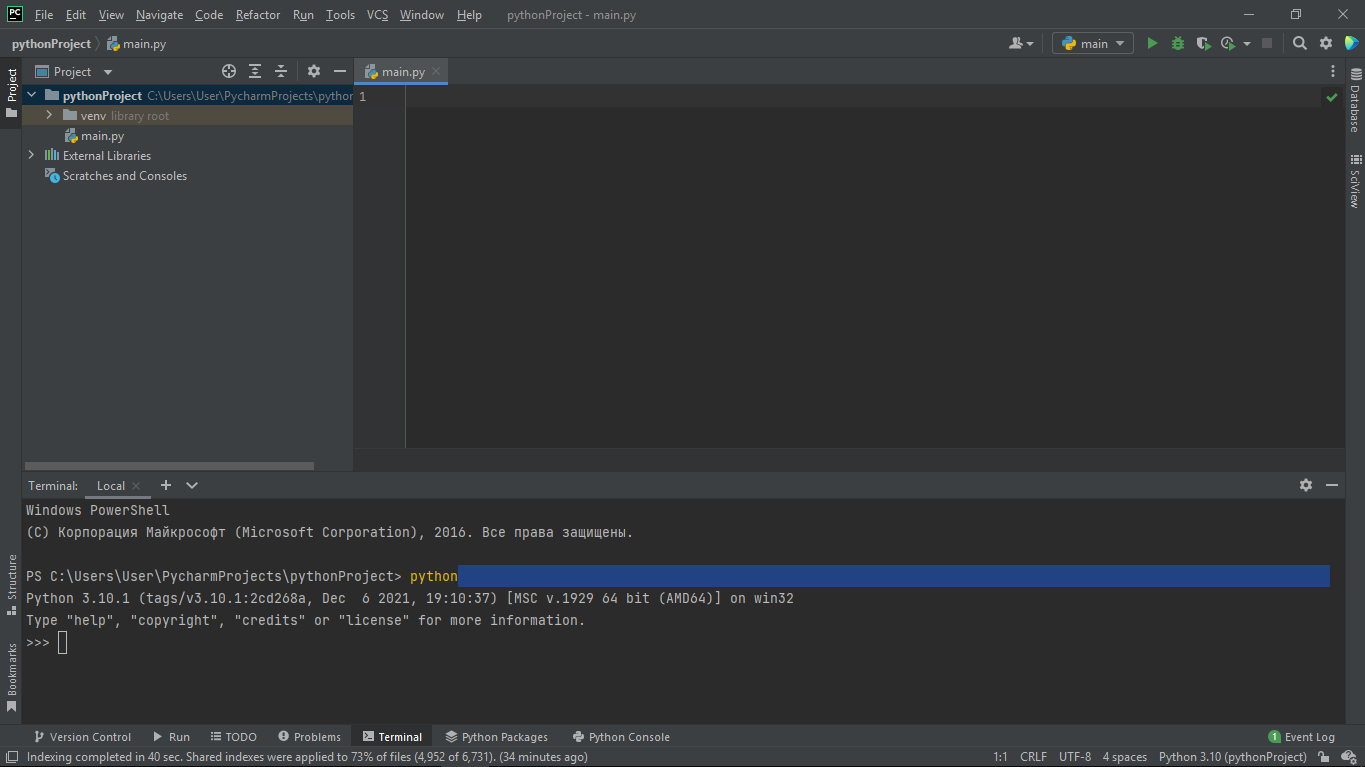 PC File Edit View Navigate Code Refactor Run Tools VCS Window Help pythonProject - main.py
pythonProject main.py
main
Project
main.py
1
pythonProject C:\Users\User\PycharmProjects\python
venv library root
main.py
External Libraries
Scratches and Consoles
Project
Structure
Bookmarks
Database
SciView
Terminal: Local
Windows PowerShell
(C) Корпорация Майкрософт (Microsoft Corporation), 2016. Все права защищены.
PS C:\Users\User\PycharmProjects\pythonProject> python
Python 3.10.1 (tags/v3.10.1:2cd268a, Dec  6 2021, 19:10:37) [MSC v.1929 64 bit (AMD64)] on win32
Type "help", "copyright", "credits" or "license" for more information.
>>>
Version Control Run TODO Problems Terminal Python Packages Python Console 1 Event Log
Indexing completed in 40 sec. Shared indexes were applied to 73% of files (4,952 of 6,731). (34 minutes ago) 1:1 CRLF UTF-8 4 spaces Python 3.10 (pythonProject)